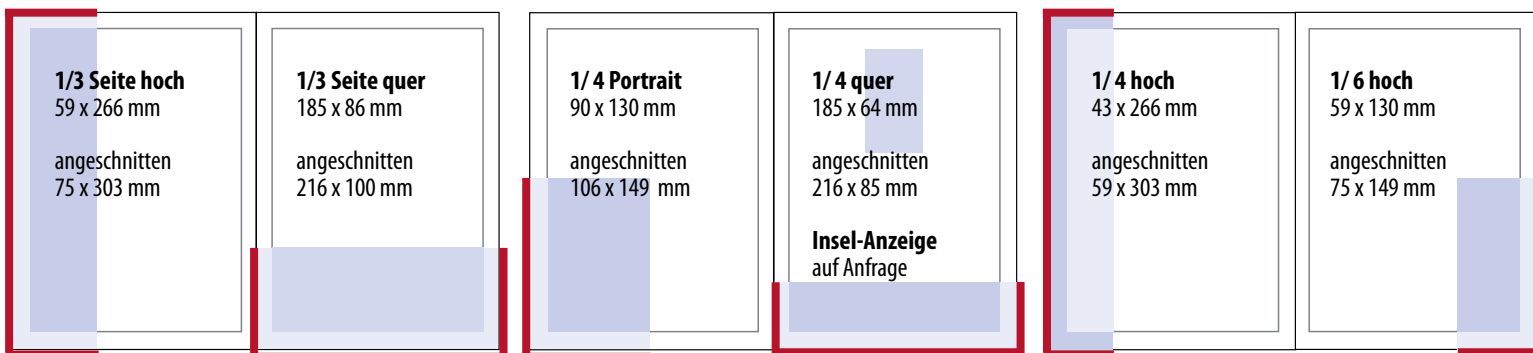 1/3 Seite hoch
59 x 266 mm
angeschnitten
75 x 303 mm
1/3 Seite quer
185 x 86 mm
angeschnitten
216 x 100 mm
1/ 4 Portrait
90 x 130 mm
angeschnitten
106 x 149 mm
1/ 4 quer
185 x 64 mm
angeschnitten
216 x 85 mm
Insel-Anzeige
auf Anfrage
1/ 4 hoch
43 x 266 mm
angeschnitten
59 x 303 mm
1/ 6 hoch
59 x 130 mm
angeschnitten
75 x 149 mm